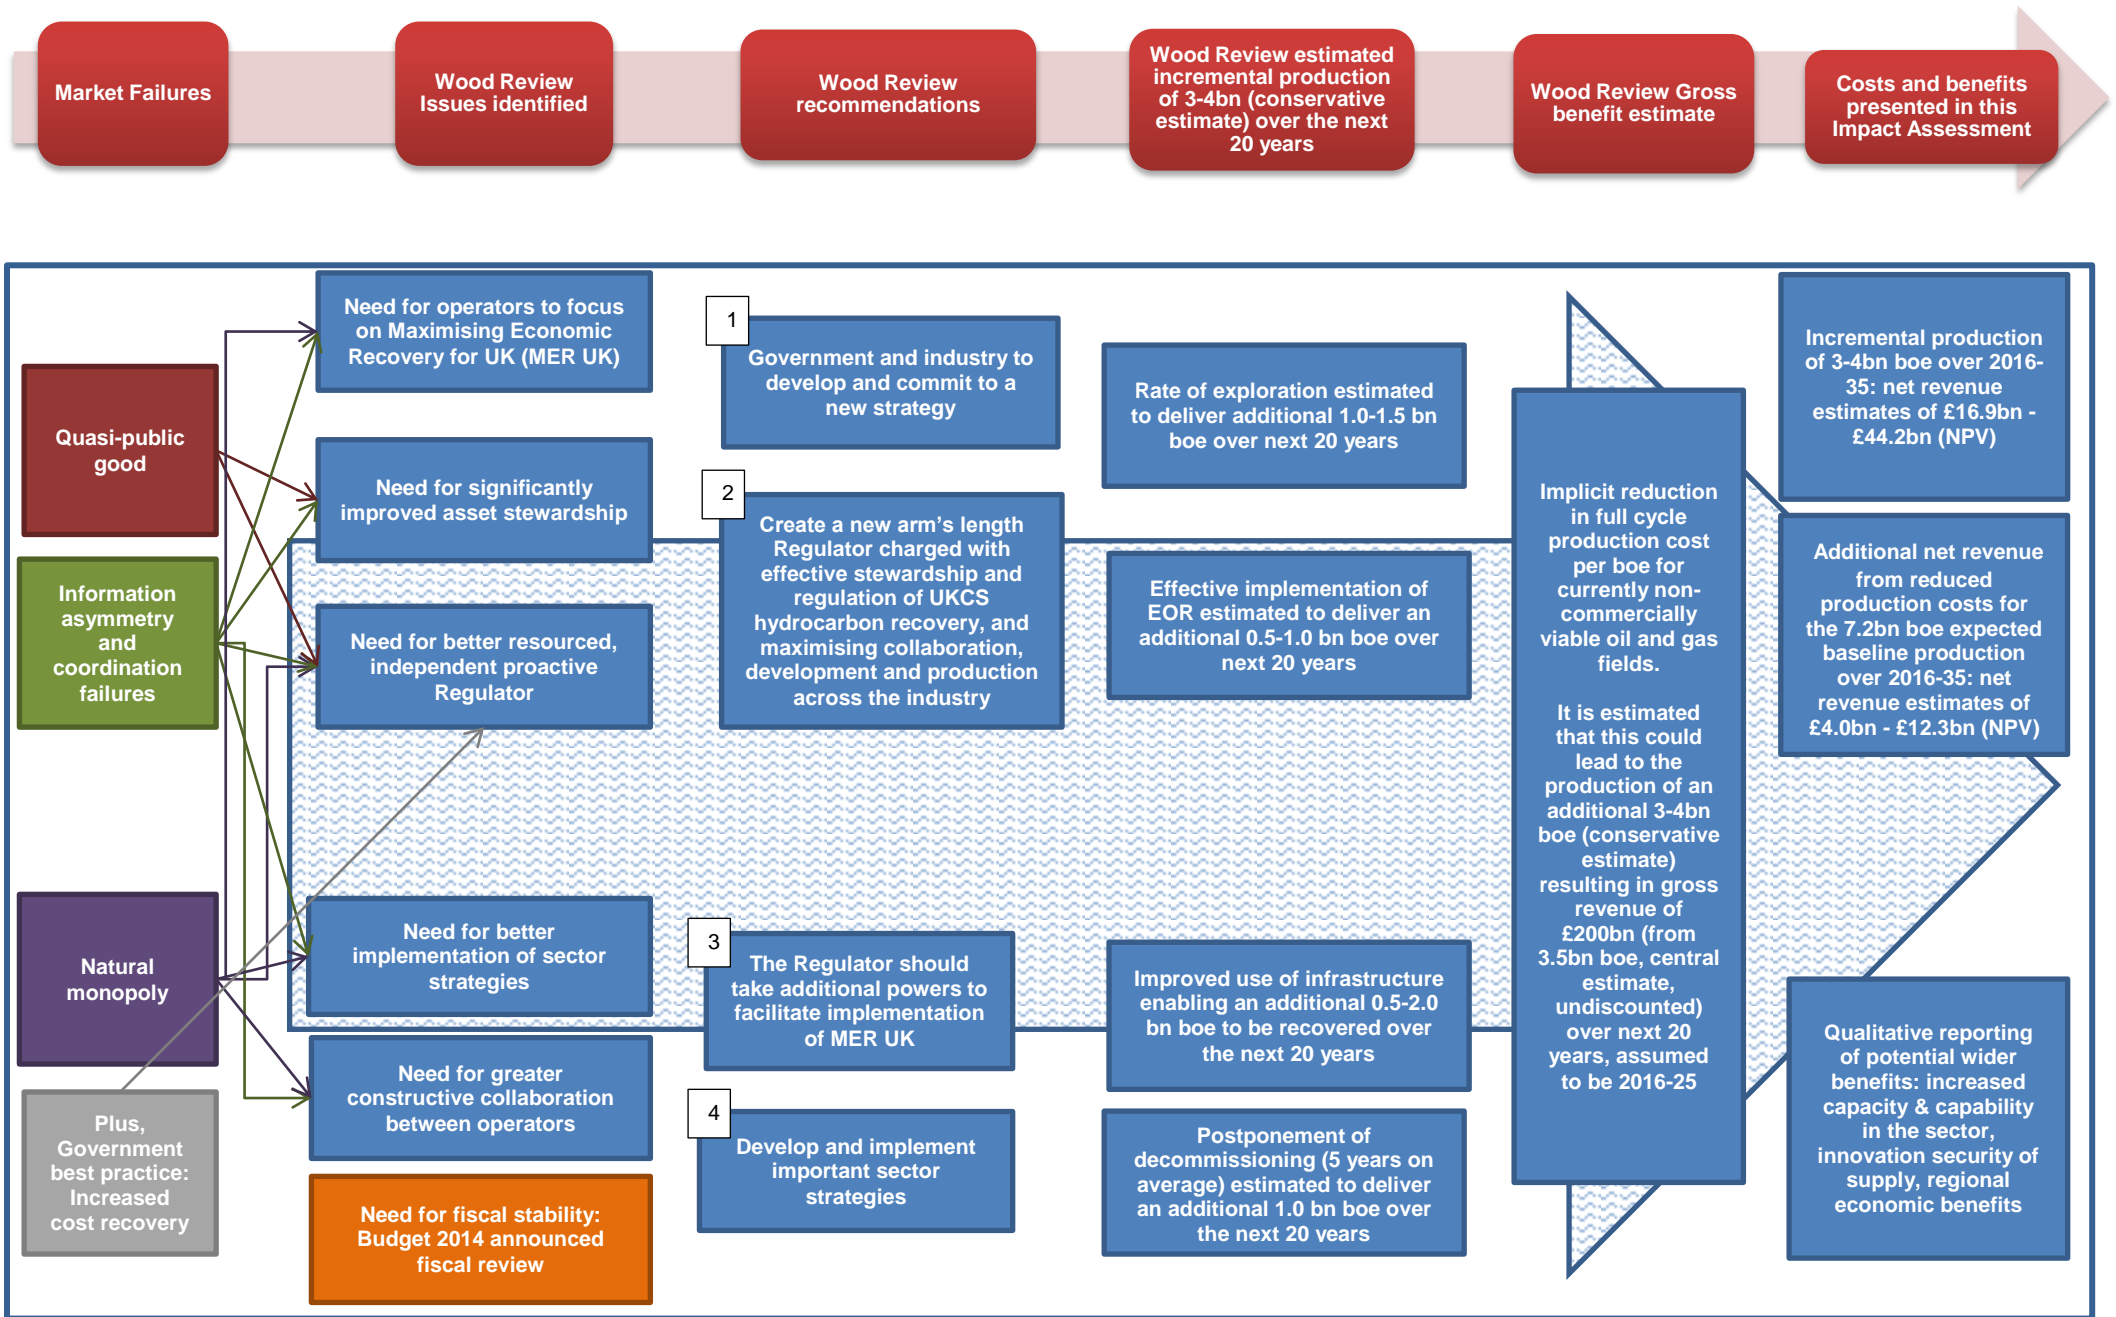 Market Failures
Wood Review
Issues identified
Wood Review
recommendations
Wood Review estimated
incremental production
of 3-4bn (conservative
estimate) over the next
20 years
Wood Review Gross
benefit estimate
Costs and benefits
presented in this
Impact Assessment
Quasi-public
good
Information
asymmetry
and
coordination
failures
Natural
monopoly
Plus,
Government
best practice:
Increased
cost recovery
Need for operators to focus
on Maximising Economic
Recovery for UK (MER UK)
Need for significantly
improved asset stewardship
Need for better resourced,
independent proactive
Regulator
Need for better
implementation of sector
strategies
Need for greater
constructive collaboration
between operators
Need for fiscal stability:
Budget 2014 announced
fiscal review
1
Government and industry to
develop and commit to a
new strategy
2
Create a new arm’s length
Regulator charged with
effective stewardship and
regulation of UKCS
hydrocarbon recovery, and
maximising collaboration,
development and production
across the industry
3
The Regulator should
take additional powers to
facilitate implementation
of MER UK
4
Develop and implement
important sector
strategies
Rate of exploration estimated
to deliver additional 1.0-1.5 bn
boe over next 20 years
Effective implementation of
EOR estimated to deliver an
additional 0.5-1.0 bn boe over
next 20 years
Improved use of infrastructure
enabling an additional 0.5-2.0
bn boe to be recovered over
the next 20 years
Postponement of
decommissioning (5 years on
average) estimated to deliver
an additional 1.0 bn boe over
the next 20 years
Implicit reduction
in full cycle
production cost
per boe for
currently non-
commercially
viable oil and gas
fields.
It is estimated
that this could
lead to the
production of an
additional 3-4bn
boe (conservative
estimate)
resulting in gross
revenue of
£200bn (from
3.5bn boe, central
estimate,
undiscounted)
over next 20
years, assumed
to be 2016-25
Incremental production
of 3-4bn boe over 2016-
35: net revenue
estimates of £16.9bn -
£44.2bn (NPV)
Additional net revenue
from reduced
production costs for
the 7.2bn boe expected
baseline production
over 2016-35: net
revenue estimates of
£4.0bn - £12.3bn (NPV)
Qualitative reporting
of potential wider
benefits: increased
capacity & capability
in the sector,
innovation security of
supply, regional
economic benefits